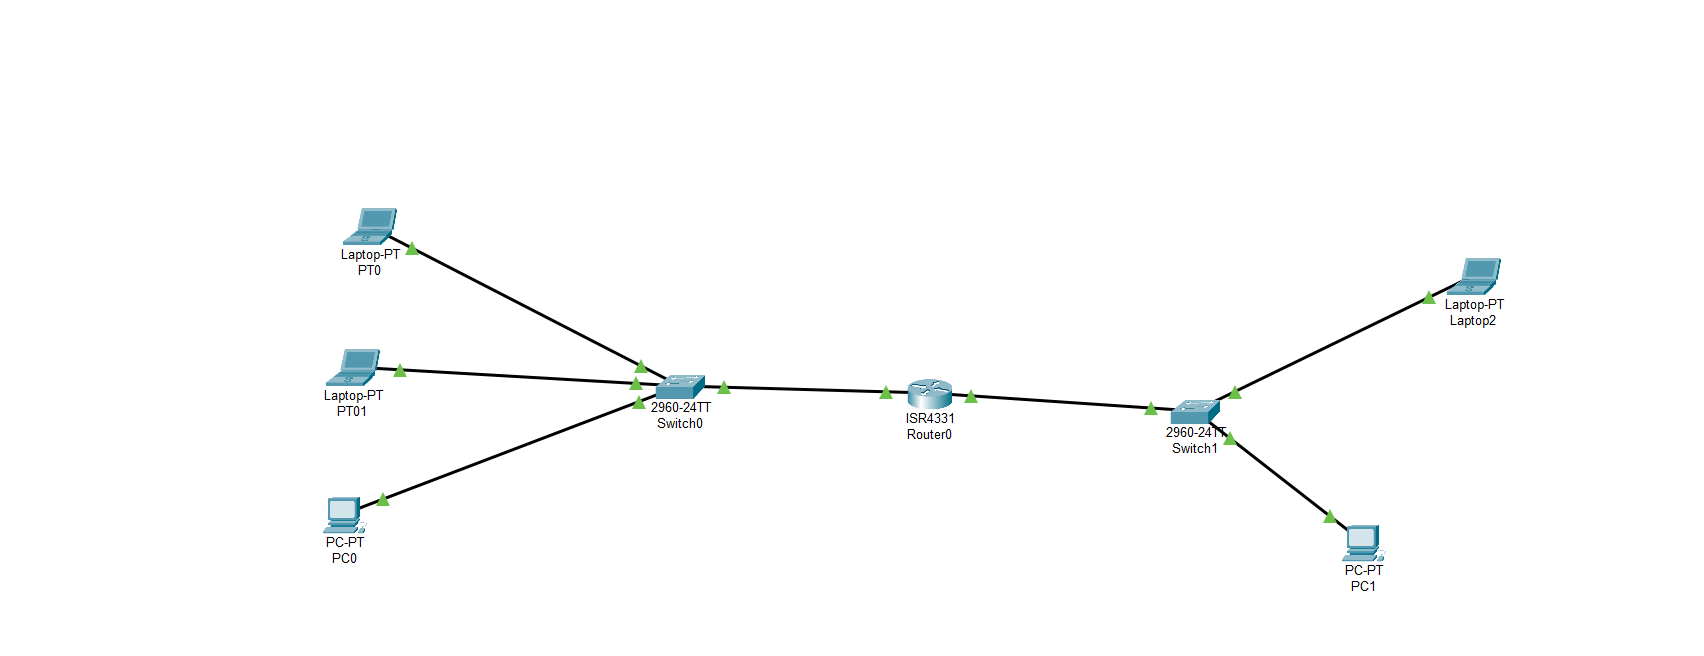 Laptop-PT
PT0
Laptop-PT
Laptop2
Laptop-PT
PT01
2960-24TT
Switch0
ISR4331
Router0
2960-24TT
Switch1
PC-PT
PC0
PC-PT
PC1